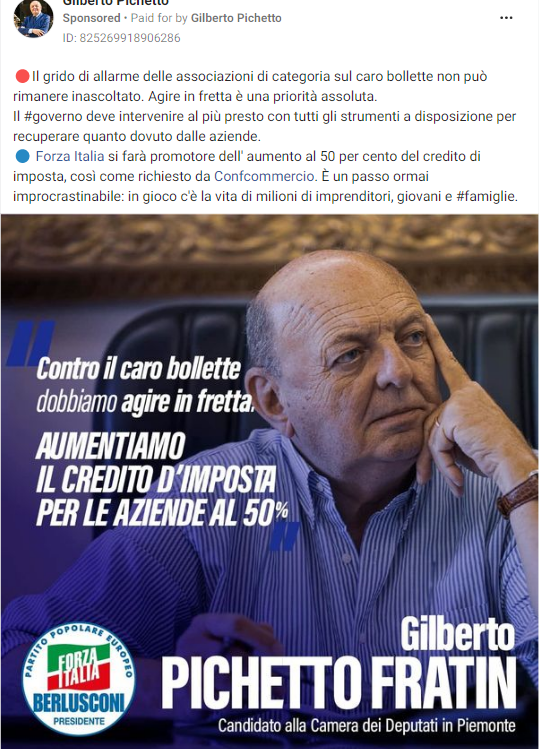 Gilberto Pichetto
Sponsored • Paid for by Gilberto Pichetto
ID: 825269918906286
🔴Il grido di allarme delle associazioni di categoria sul caro bollette non può
rimanere inascoltato. Agire in fretta è una priorità assoluta.
Il #governo deve intervenire al più presto con tutti gli strumenti a disposizione per
recuperare quanto dovuto dalle aziende.
🔵 Forza Italia si farà promotore dell' aumento al 50 per cento del credito di
imposta, così come richiesto da Confcommercio. È un passo ormai
improcrastinabile: in gioco c'è la vita di milioni di imprenditori, giovani e #famiglie.
"Contro il caro bollette
dobbiamo agire in fretta.
AUMENTIAMO
IL CREDITO D'IMPOSTA
PER LE AZIENDE AL 50%"
PARTITO POPOLARE EUROPEO
FORZA
ITALIA
BERLUSCONI
PRESIDENTE
Gilberto
PICHETTO FRATIN
Candidato alla Camera dei Deputati in Piemonte